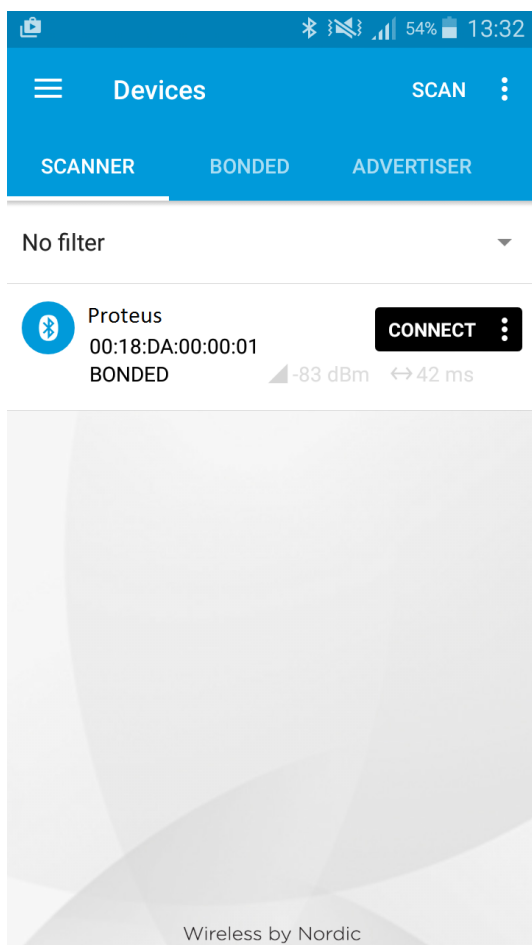 54% 13:32
Devices SCAN
SCANNER BONDED ADVERTISER
No filter
Proteus
CONNECT
00:18:DA:00:00:01
BONDED -83 dBm 42 ms
Wireless by Nordic